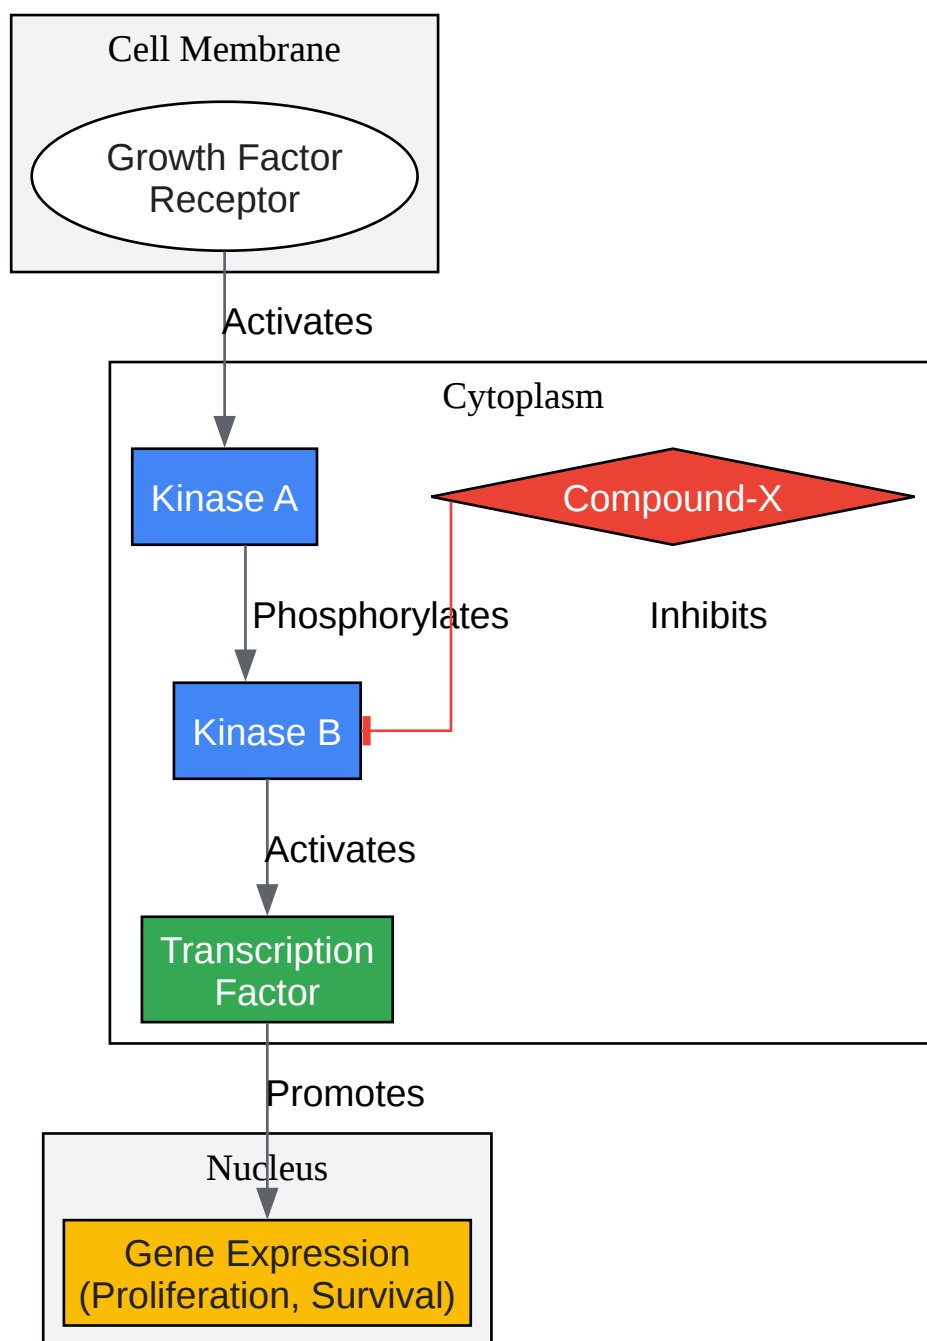 Cell Membrane
Growth Factor
Receptor
Activates
Cytoplasm
Kinase A
Compound-X
Phosphorylates
Inhibits
Kinase B
Activates
Transcription
Factor
Promotes
Nucleus
Gene Expression
(Proliferation, Survival)